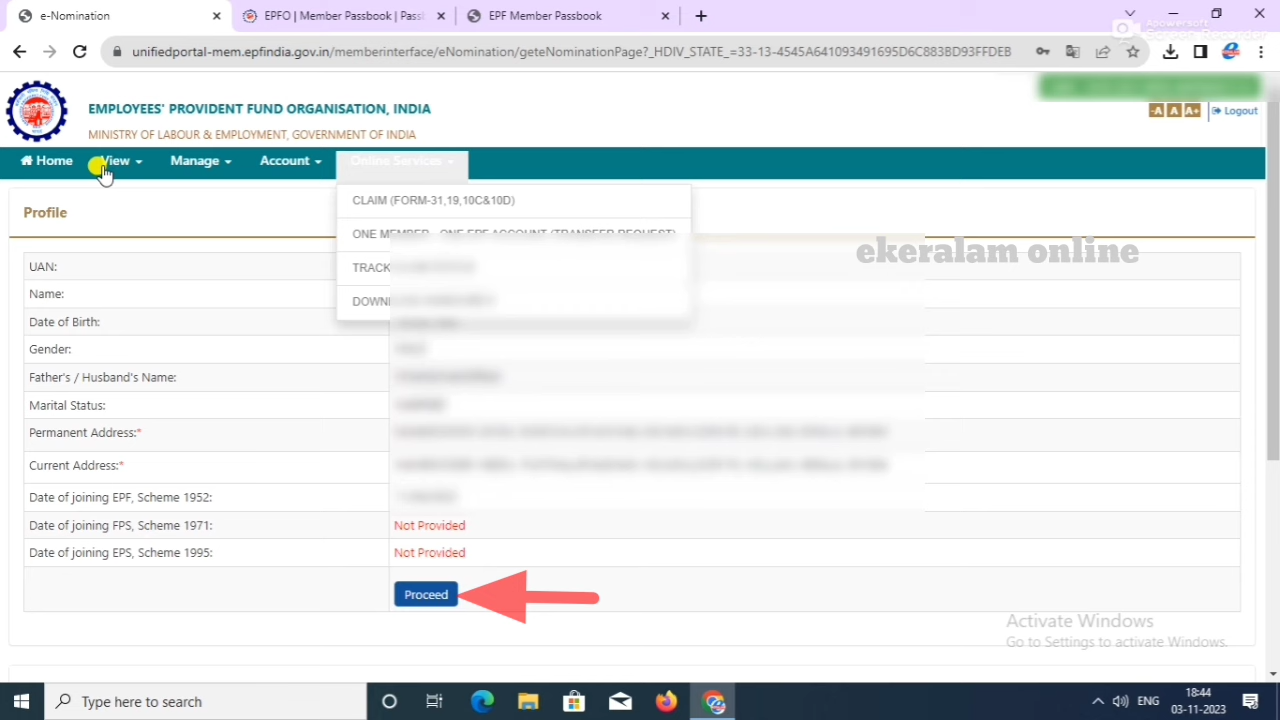 e-Nomination
EPFO | Member Passbook | Pass
EPF Member Passbook
unifiedportal-mem.epfindia.gov.in/memberinterface/eNomination/geteNominationPage?_HDIV_STATE_=33-13-4545A641093491695D6C883BD93FFDEB
Apowersoft
Screen Recorder
EMPLOYEES' PROVIDENT FUND ORGANISATION, INDIA
MINISTRY OF LABOUR & EMPLOYMENT, GOVERNMENT OF INDIA
-A A A+ Logout
Home View Manage Account Online Services
CLAIM (FORM-31,19,10C&10D)
ONE MEMBER - ONE EPF ACCOUNT (TRANSFER REQUEST)
TRACK
Profile
ekeralam online
UAN:
Name:
Date of Birth:
Gender:
Father's / Husband's Name:
Marital Status:
Permanent Address:*
Current Address:*
Date of joining EPF, Scheme 1952:
Date of joining FPS, Scheme 1971: Not Provided
Date of joining EPS, Scheme 1995: Not Provided
Proceed
Activate Windows
Go to Settings to activate Windows.
Type here to search
ENG
18:44
03-11-2023